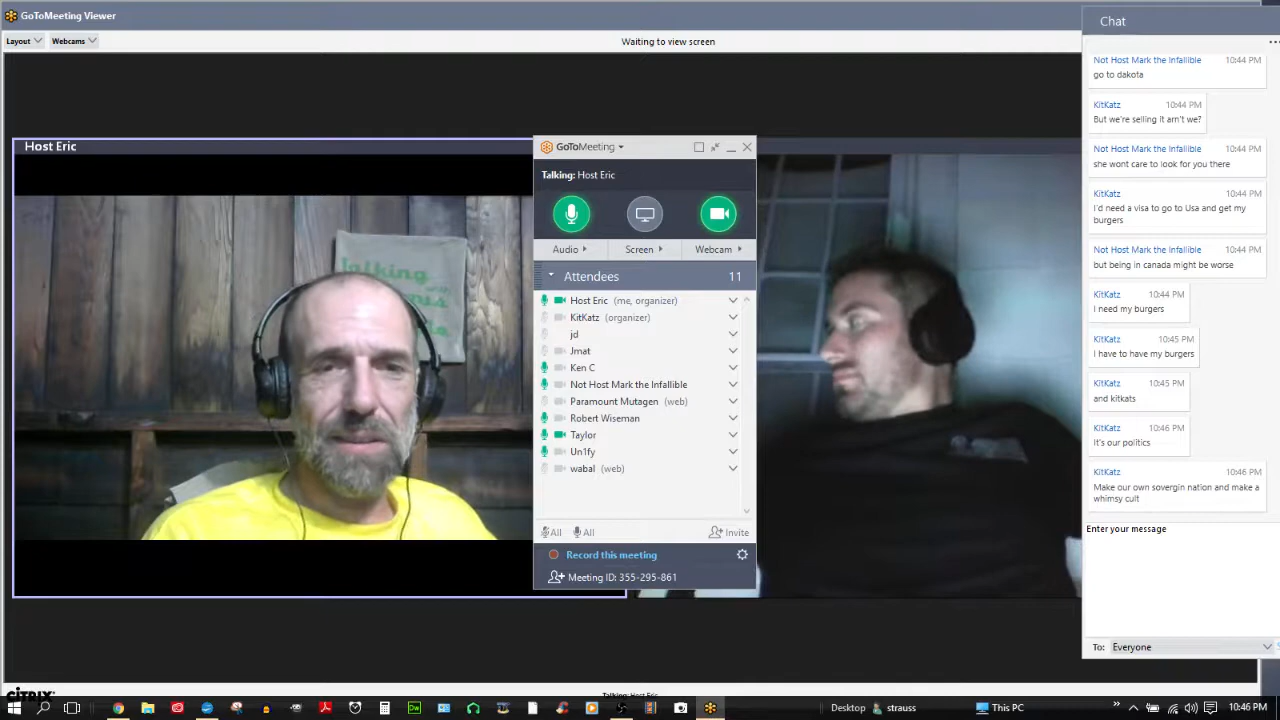 GoToMeeting Viewer
Layout
Webcams
Waiting to view screen
Host Eric
GoToMeeting
Talking: Host Eric
Audio
Screen
Webcam
Attendees 11
Host Eric (me, organizer)
KitKatz (organizer)
jd
Jmat
Ken C
Not Host Mark the Infallible
Paramount Mutagen (web)
Robert Wiseman
Taylor
Un1fy
wabal (web)
All
All
Invite
Record this meeting
Meeting ID: 355-295-861
Talking
Chat
Not Host Mark the Infallible 10:44 PM
go to dakota
KitKatz 10:44 PM
But we're selling it arn't we?
Not Host Mark the Infallible 10:44 PM
she wont care to look for you there
KitKatz 10:44 PM
I'd need a visa to go to Usa and get my
burgers
Not Host Mark the Infallible 10:44 PM
but being in canada might be worse
KitKatz 10:44 PM
I need my burgers
KitKatz 10:45 PM
I have to have my burgers
KitKatz 10:45 PM
and kitkats
KitKatz 10:46 PM
It's our politics
KitKatz 10:46 PM
Make our own sovergin nation and make a
whimsy cult
Enter your message
To: Everyone
CITRIX
Talking: Host Eric
Dw
Desktop
strauss
This PC
10:46 PM